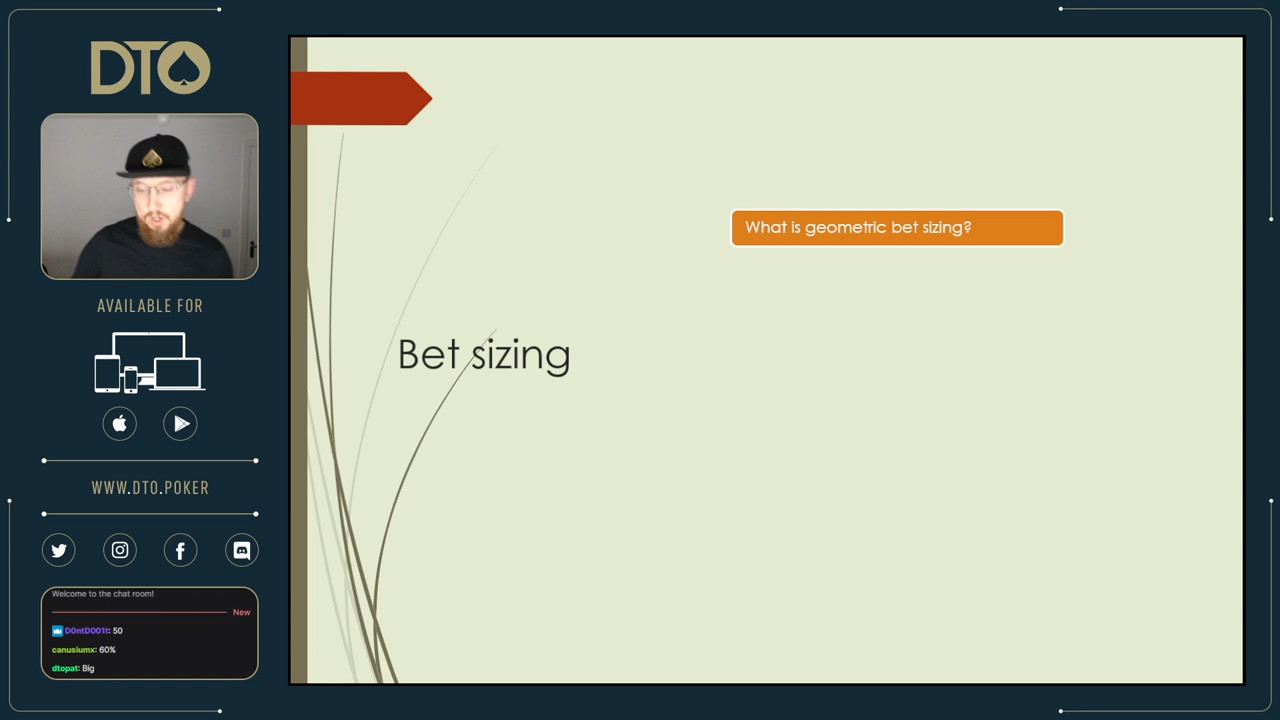 DTO
AVAILABLE FOR
WWW.DTO.POKER
Welcome to the chat room!
New
D0ntD001t: 50
canusiumx: 60%
dtopat: Big
What is geometric bet sizing?
Bet sizing